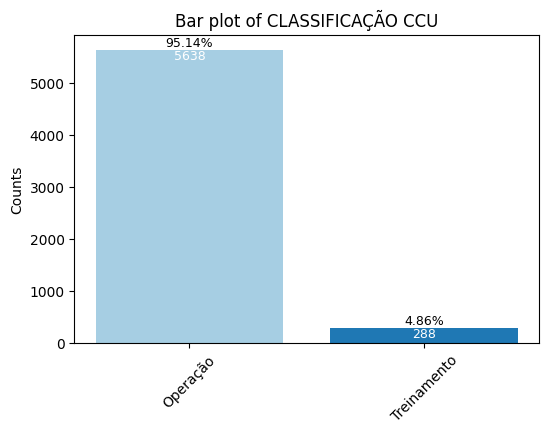 Bar plot of CLASSIFICAÇÃO CCU
95.14%
5638
4.86%
288
5000
4000
3000
2000
1000
0
Counts
Operação
Treinamento